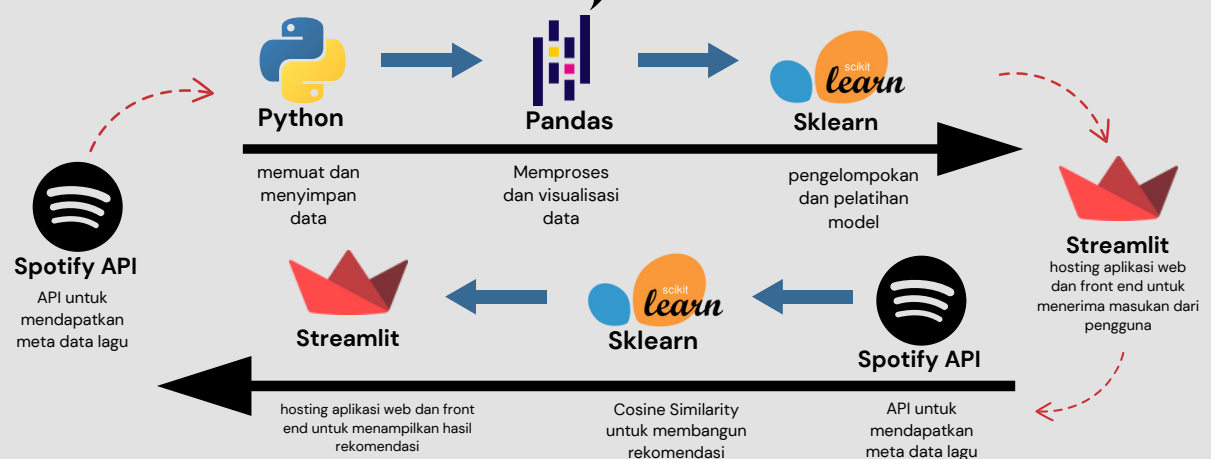 Spotify API
API untuk
mendapatkan
meta data lagu
Python
memuat dan
menyimpan
data
Pandas
Memproses
dan visualisasi
data
scikit
learn
Sklearn
pengelompokan
dan pelatihan
model
Streamlit
hosting aplikasi web
dan front end untuk
menerima masukan dari
pengguna
Spotify API
API untuk
mendapatkan
meta data lagu
scikit
learn
Sklearn
Cosine Similarity
untuk membangun
rekomendasi
Streamlit
hosting aplikasi web dan front
end untuk menampilkan hasil
rekomendasi